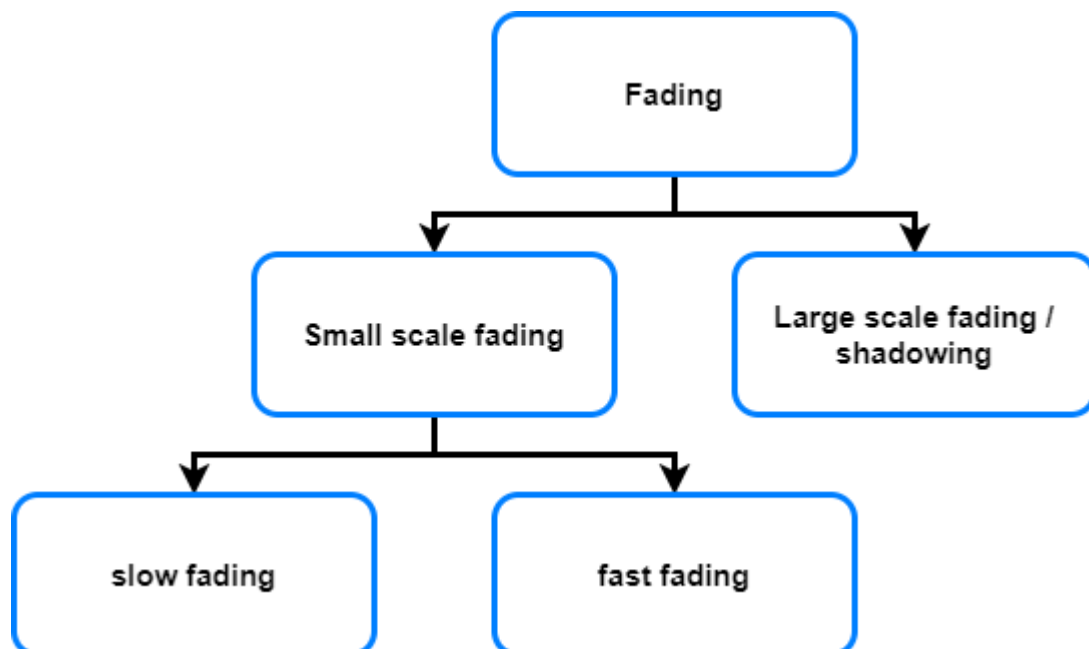 Fading
Small scale fading
Large scale fading /
shadowing
slow fading
fast fading